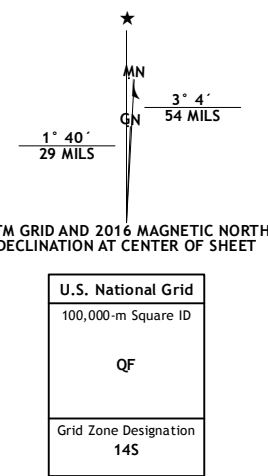 ★
MN
GN
3° 4´
54 MILS
1° 40´
29 MILS
TM GRID AND 2016 MAGNETIC NORTH
DECLINATION AT CENTER OF SHEET
U.S. National Grid
100,000-m Square ID
QF
Grid Zone Designation
14S